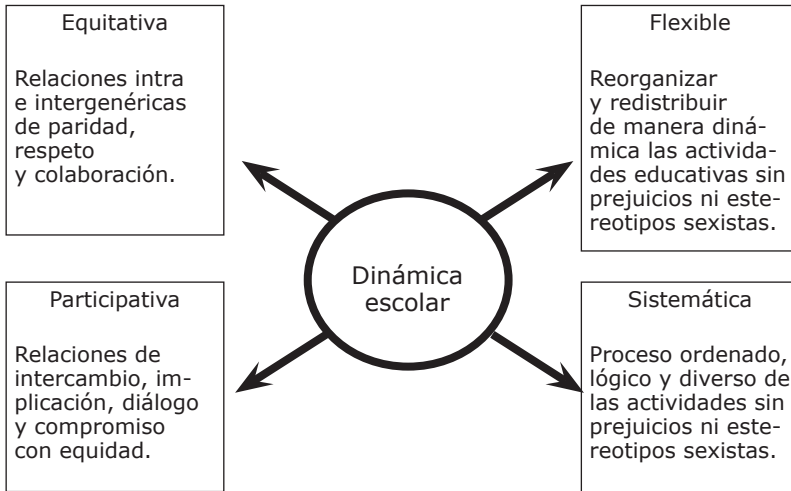 Equitativa
Relaciones intra
e intergenéricas
de paridad,
respeto
y colaboración.
Flexible
Reorganizar
y redistribuir
de manera diná-
mica las activida-
des educativas sin
prejuicios ni este-
reotipos sexistas.
Dinámica
escolar
Participativa
Relaciones de
intercambio, im-
plicación, diálogo
y compromiso
con equidad.
Sistemática
Proceso ordenado,
lógico y diverso de
las actividades sin
prejuicios ni este-
reotipos sexistas.